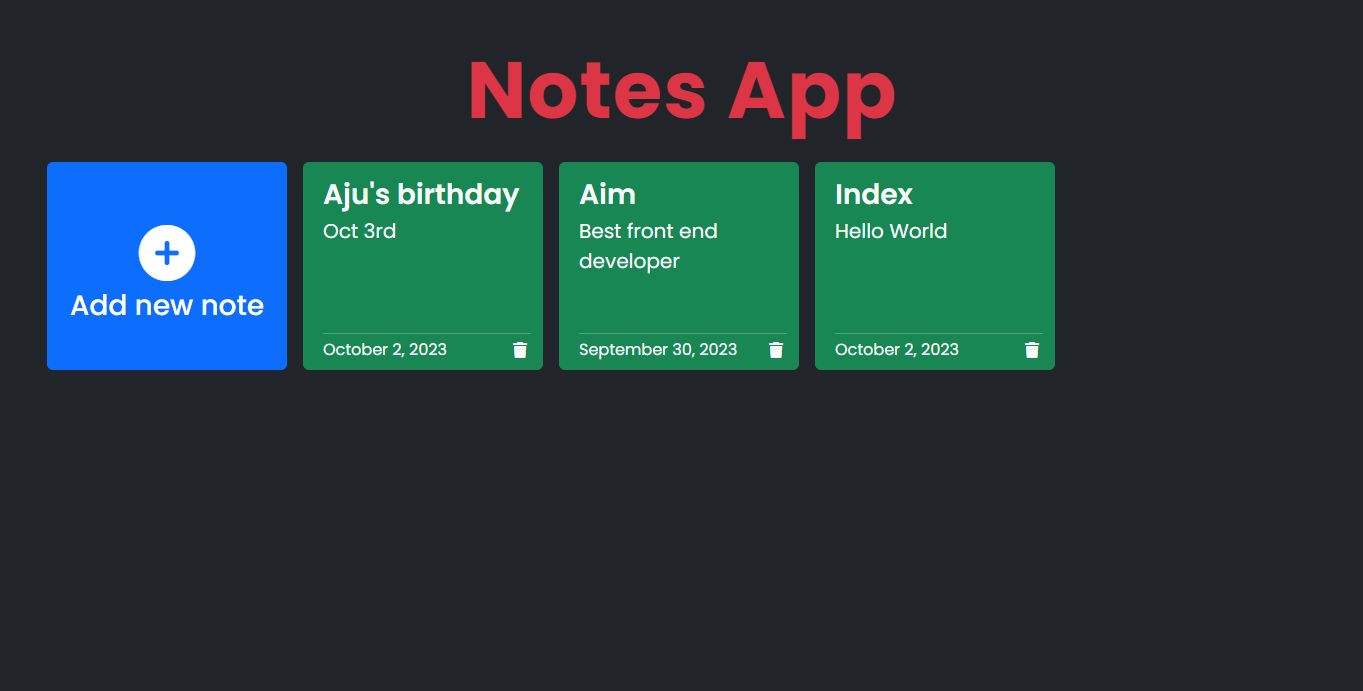 Notes App
Add new note
Aju's birthday
Oct 3rd
October 2, 2023
Aim
Best front end
developer
September 30, 2023
Index
Hello World
October 2, 2023